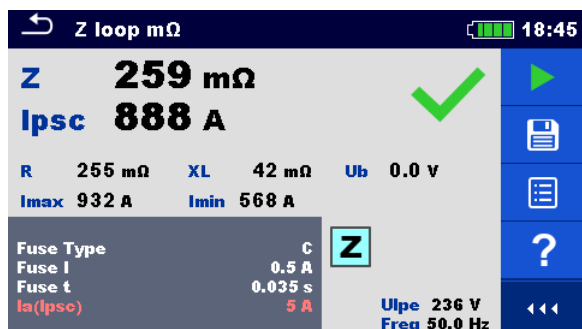 Z loop mΩ 18:45
Z 259 mΩ
Ipsc 888 A
R 255 mΩ XL 42 mΩ Ub 0.0 V
Imax 932 A Imin 568 A
Fuse Type C
Fuse I 0.5 A
Fuse t 0.035 s
Ia(Ipsc) 5 A
Z
?
Ulpe 236 V
Freq 50.0 Hz